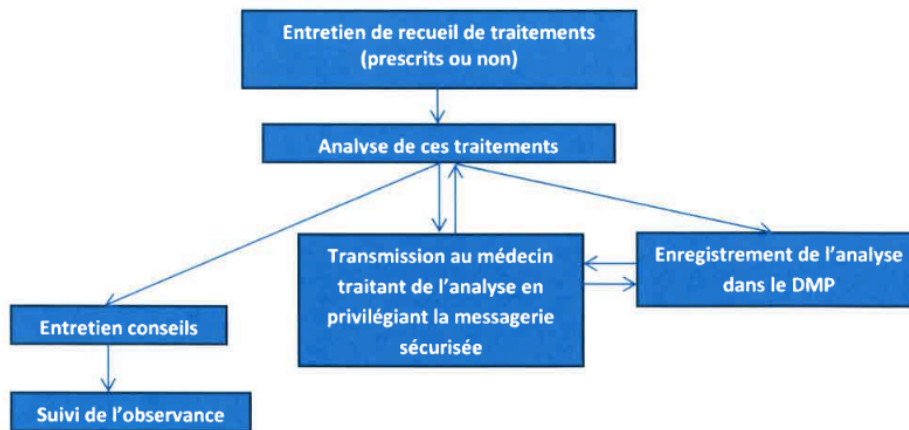 Entretien de recueil de traitements
(prescrits ou non)
Analyse de ces traitements
Transmission au médecin
traitant de l’analyse en
privilégiant la messagerie
sécurisée
Enregistrement de l’analyse
dans le DMP
Entretien conseils
Suivi de l’observance